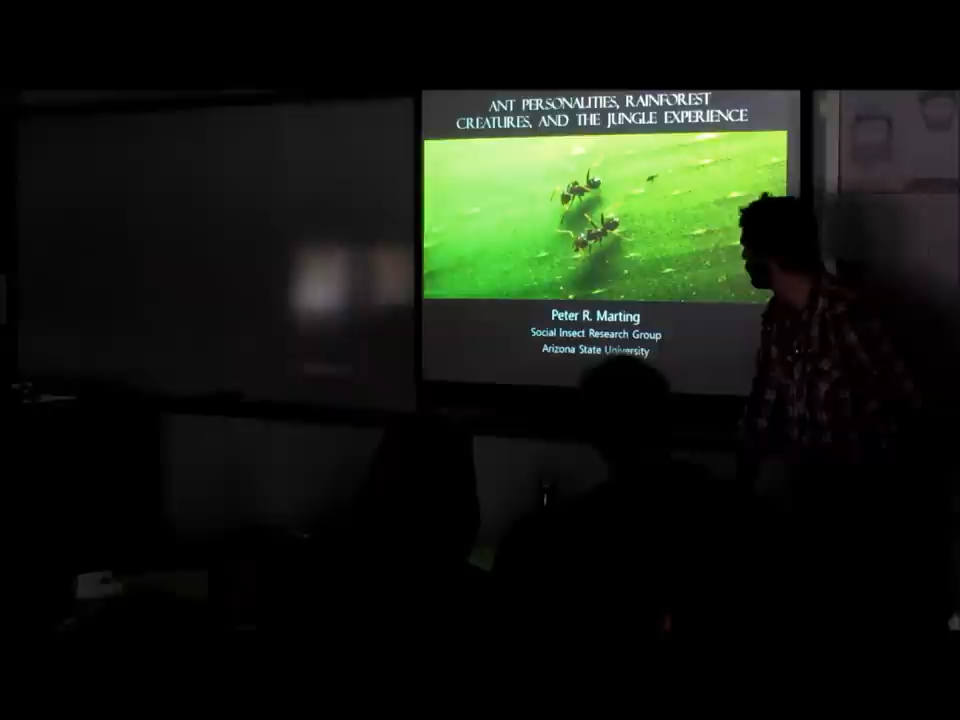 ANT PERSONALITIES, RAINFOREST
CREATURES, AND THE JUNGLE EXPERIENCE
Peter R. Marting
Social Insect Research Group
Arizona State University